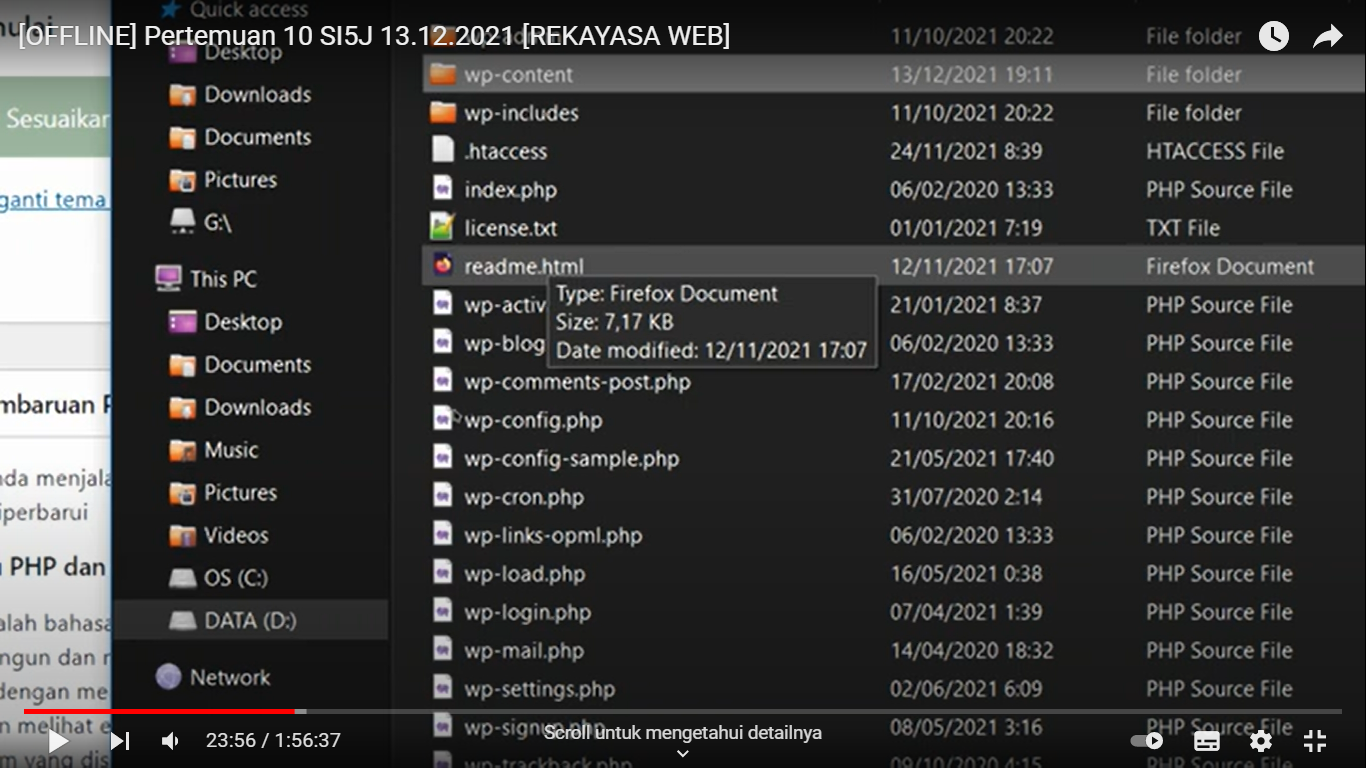 [OFFLINE] Pertemuan 10 SI5J 13.12.2021 [REKAYASA WEB]
Quick access
Desktop
Downloads
Documents
Pictures
G:\
This PC
Desktop
Documents
Downloads
Music
Pictures
Videos
OS (C:)
DATA (D:)
Network
11/10/2021 20:22 File folder
wp-content 13/12/2021 19:11 File folder
wp-includes 11/10/2021 20:22 File folder
.htaccess 24/11/2021 8:39 HTACCESS File
index.php 06/02/2020 13:33 PHP Source File
license.txt 01/01/2021 7:19 TXT File
readme.html 12/11/2021 17:07 Firefox Document
wp-activ 21/01/2021 8:37 PHP Source File
wp-blog 06/02/2020 13:33 PHP Source File
wp-comments-post.php 17/02/2021 20:08 PHP Source File
wp-config.php 11/10/2021 20:16 PHP Source File
wp-config-sample.php 21/05/2021 17:40 PHP Source File
wp-cron.php 31/07/2020 2:14 PHP Source File
wp-links-opml.php 06/02/2020 13:33 PHP Source File
wp-load.php 16/05/2021 0:38 PHP Source File
wp-login.php 07/04/2021 1:39 PHP Source File
wp-mail.php 14/04/2020 18:32 PHP Source File
wp-settings.php 02/06/2021 6:09 PHP Source File
wp-signup.php 08/05/2021 3:16 PHP Source File
wp-trackback.php 09/10/2020 4:15 PHP Source File
Type: Firefox Document
Size: 7,17 KB
Date modified: 12/11/2021 17:07
nulai
Sesuaikar
ganti tema
mbaruan P
nda menjala
iperbarui
PHP dan
alah bahasa
ngun dan
dengan me
n melihat e
m yang dis
23:56 / 1:56:37
Scroll untuk mengetahui detailnya